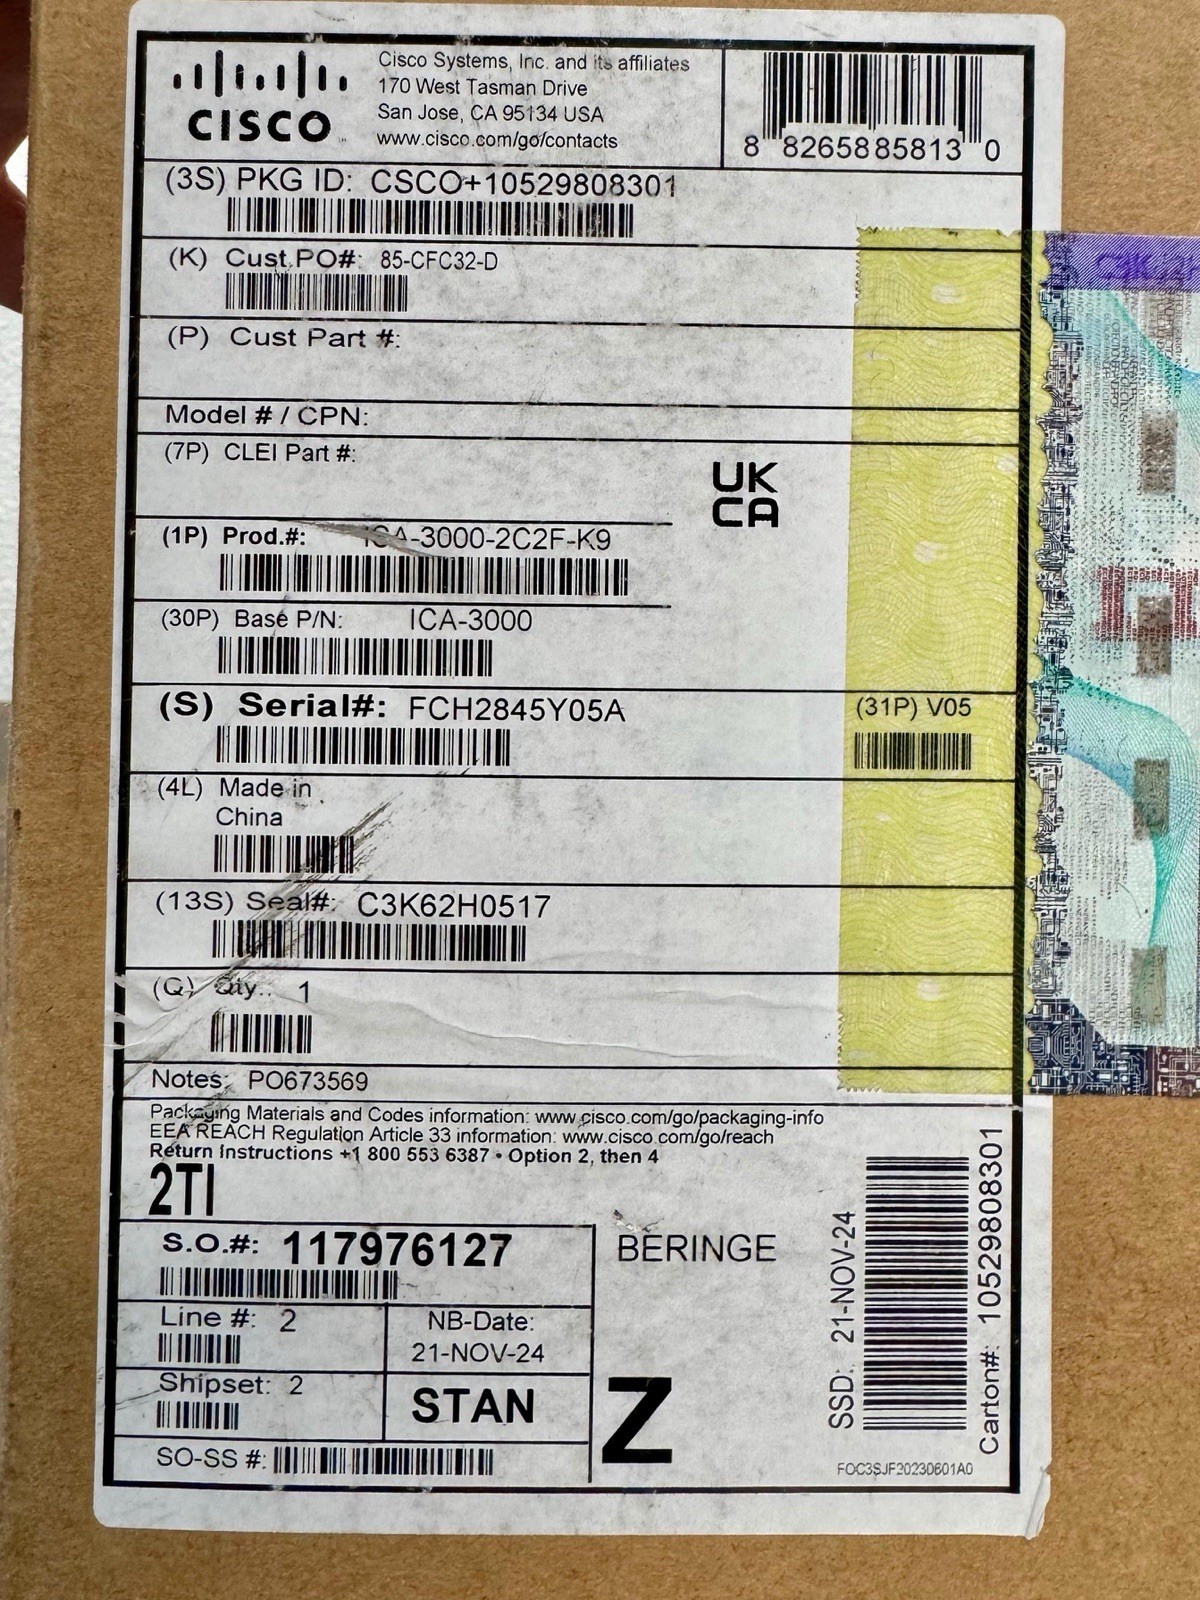 CISCO
Cisco Systems, Inc. and its affiliates
170 West Tasman Drive
San Jose, CA 95134 USA
www.cisco.com/go/contacts
8 8265885813 0
(3S) PKG ID: CSCO+10529808301
(K) Cust.PO#: 85-CFC32-D
(P) Cust Part #:
Model # / CPN:
(7P) CLEI Part #:
UK
CA
(1P) Prod.#: ICA-3000-2C2F-K9
(30P) Base P/N: ICA-3000
(S) Serial#: FCH2845Y05A
(31P) V05
(4L) Made in
China
(13S) Seal#: C3K62H0517
(Q) Qty.: 1
Notes: PO673569
Packaging Materials and Codes information: www.cisco.com/go/packaging-info
EEA REACH Regulation Article 33 information: www.cisco.com/go/reach
Return Instructions +1 800 553 6387 • Option 2, then 4
2TI
S.O.#: 117976127
BERINGE
Line #: 2
NB-Date:
21-NOV-24
Shipset: 2
STAN
Z
SO-SS #:
SSD: 21-NOV-24
Carton#: 10529808301
FOC3SJF20230601A0